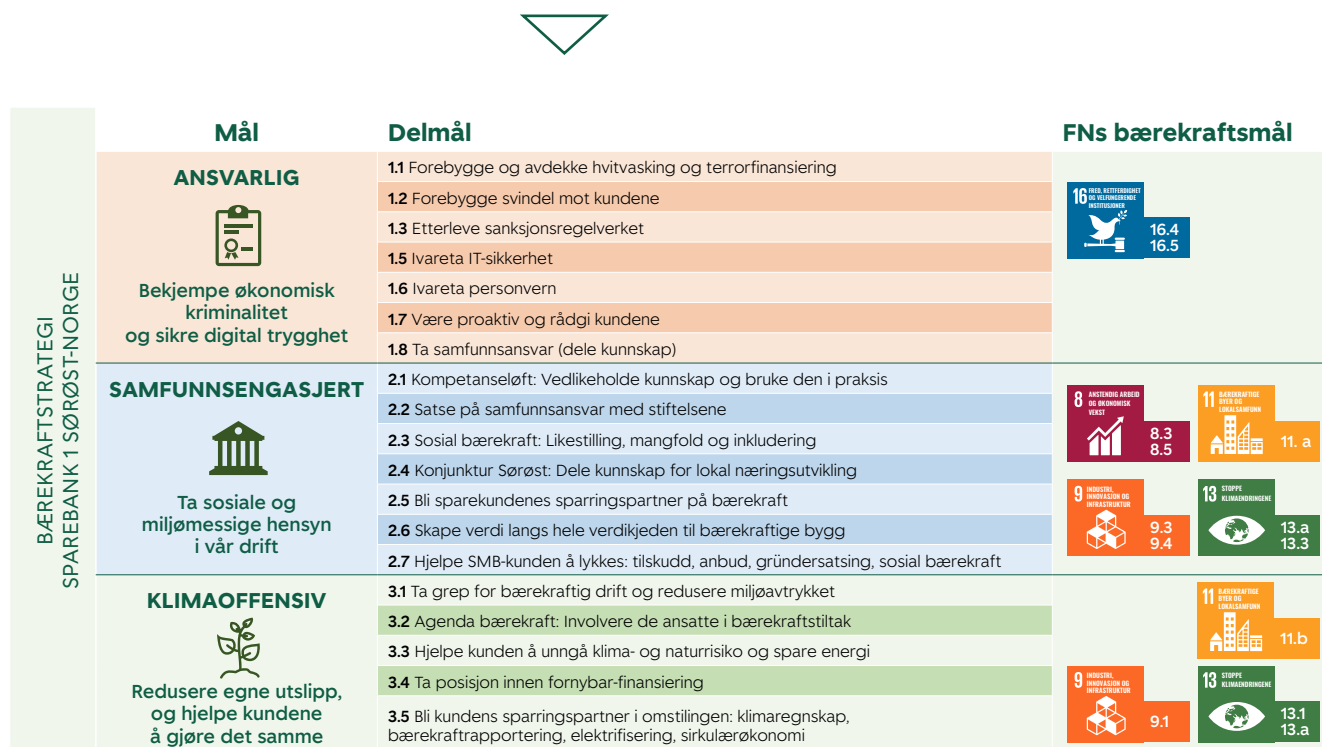 BÆREKRAFTSTRATEGI
SPAREBANK 1 SØRØST-NORGE
Mål
Delmål
FNs bærekraftsmål
ANSVARLIG
Bekjempe økonomisk
kriminalitet
og sikre digital trygghet
1.1 Forebygge og avdekke hvitvasking og terrorfinansiering
1.2 Forebygge svindel mot kundene
1.3 Etterleve sanksjonsregelverket
1.5 Ivareta IT-sikkerhet
1.6 Ivareta personvern
1.7 Være proaktiv og rådgi kundene
1.8 Ta samfunnsansvar (dele kunnskap)
16 FRED, RETTFERDIGHET
OG VELFUNGERENDE
INSTITUSJONER
16.4
16.5
SAMFUNNSENGASJERT
Ta sosiale og
miljømessige hensyn
i vår drift
2.1 Kompetanseløft: Vedlikeholde kunnskap og bruke den i praksis
2.2 Satse på samfunnsansvar med stiftelsene
2.3 Sosial bærekraft: Likestilling, mangfold og inkludering
2.4 Konjunktur Sørøst: Dele kunnskap for lokal næringsutvikling
2.5 Bli sparekundenes sparringspartner på bærekraft
2.6 Skape verdi langs hele verdikjeden til bærekraftige bygg
2.7 Hjelpe SMB-kunden å lykkes: tilskudd, anbud, gründersatsing, sosial bærekraft
8 ANSTENDIG ARBEID
OG ØKONOMISK
VEKST
8.3
8.5
11 BÆREKRAFTIGE
BYER OG
LOKALSAMFUNN
11. a
9 INDUSTRI,
INNOVASJON OG
INFRASTRUKTUR
9.3
9.4
13 STOPPE
KLIMAENDRINGENE
13.a
13.3
KLIMAOFFENSIV
Redusere egne utslipp,
og hjelpe kundene
å gjøre det samme
3.1 Ta grep for bærekraftig drift og redusere miljøavtrykket
3.2 Agenda bærekraft: Involvere de ansatte i bærekraftstiltak
3.3 Hjelpe kunden å unngå klima- og naturrisiko og spare energi
3.4 Ta posisjon innen fornybar-finansiering
3.5 Bli kundens sparringspartner i omstilingen: klimaregnskap,
bærekraftrapportering, elektrifisering, sirkulærøkonomi
11 BÆREKRAFTIGE
BYER OG
LOKALSAMFUNN
11.b
9 INDUSTRI,
INNOVASJON OG
INFRASTRUKTUR
9.1
13 STOPPE
KLIMAENDRINGENE
13.1
13.a